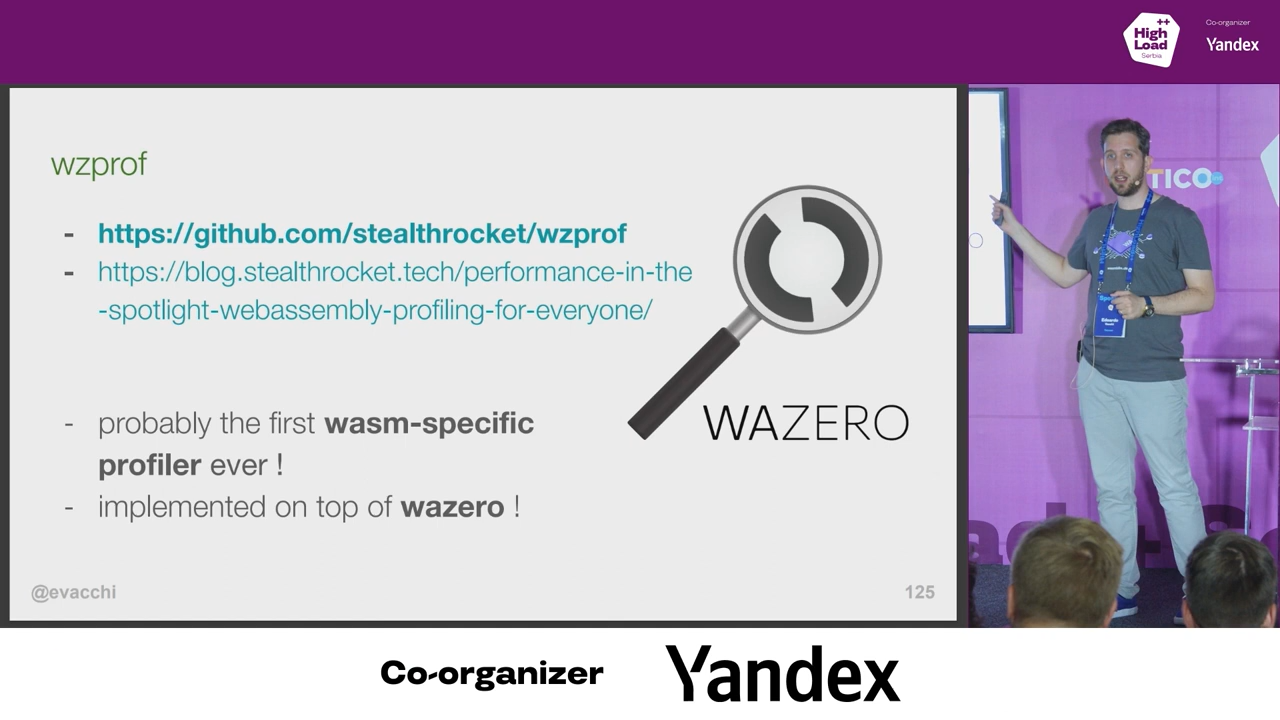 ++
High
Load
Serbia
Co-organizer
Yandex
wzprof
- https://github.com/stealthrocket/wzprof
- https://blog.stealthrocket.tech/performance-in-the
-spotlight-webassembly-profiling-for-everyone/
- probably the first wasm-specific
profiler ever !
- implemented on top of wazero !
WAZERO
@evacchi
125
TICO
Edoardo
Co-organizer
Yandex